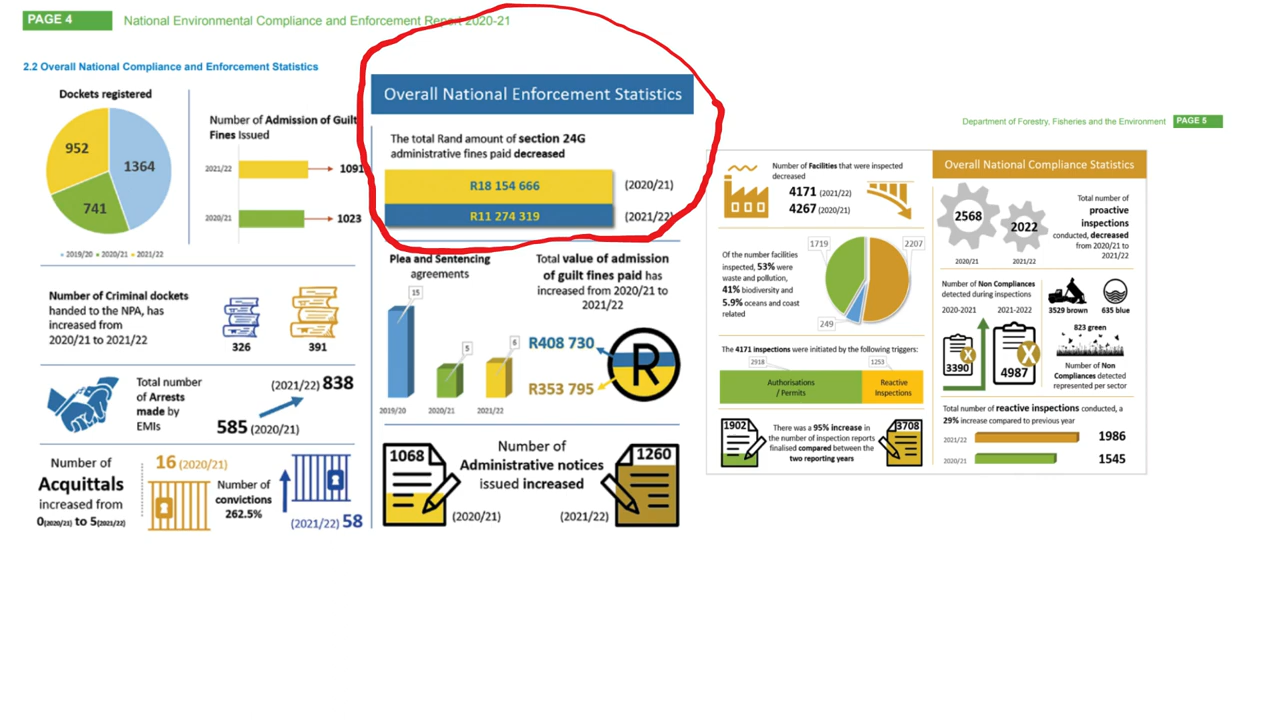 PAGE 4
National Environmental Compliance and Enforcement Report 2020-21
2.2 Overall National Compliance and Enforcement Statistics
Dockets registered
952
1364
741
2019/20 2020/21 2021/22
Number of Admission of Guilt
Fines Issued
2021/22
1091
2020/21
1023
Number of Criminal dockets
handed to the NPA, has
increased from
2020/21 to 2021/22
326
391
Total number
of Arrests
made by
EMIs
(2021/22) 838
585 (2020/21)
Number of
Acquittals
increased from
0(2020/21) to 5(2021/22)
16 (2020/21)
Number of
convictions
262.5%
(2021/22) 58
Overall National Enforcement Statistics
The total Rand amount of section 24G
administrative fines paid decreased
R18 154 666
(2020/21)
R11 274 319
(2021/22)
Plea and Sentencing
agreements
15
5
6
2019/20
2020/21
2021/22
Total value of admission
of guilt fines paid has
increased from 2020/21 to
2021/22
R408 730
R353 795
R
1068
Number of
Administrative notices
issued increased
1260
(2020/21)
(2021/22)
Department of Forestry, Fisheries and the Environment PAGE 5
Number of Facilities that were inspected
decreased
4171 (2021/22)
4267 (2020/21)
Of the number facilities
inspected, 53% were
waste and pollution,
41% biodiversity and
5.9% oceans and coast
related
1719
2207
249
The 4171 inspections were initiated by the following triggers:
2918
1253
Authorisations
/ Permits
Reactive
Inspections
1902
There was a 95% increase in
the number of inspection reports
finalised compared between the
two reporting years
3708
Overall National Compliance Statistics
2568
2022
2020/21
2021/22
Total number of
proactive
inspections
conducted, decreased
from 2020/21 to
2021/22
Number of Non Compliances
detected during inspections
2020-2021
2021-2022
3390
X
4987
X
3529 brown
635 blue
823 green
Number of Non
Compliances detected
represented per sector
Total number of reactive inspections conducted, a
29% increase compared to previous year
2021/22
1986
2020/21
1545